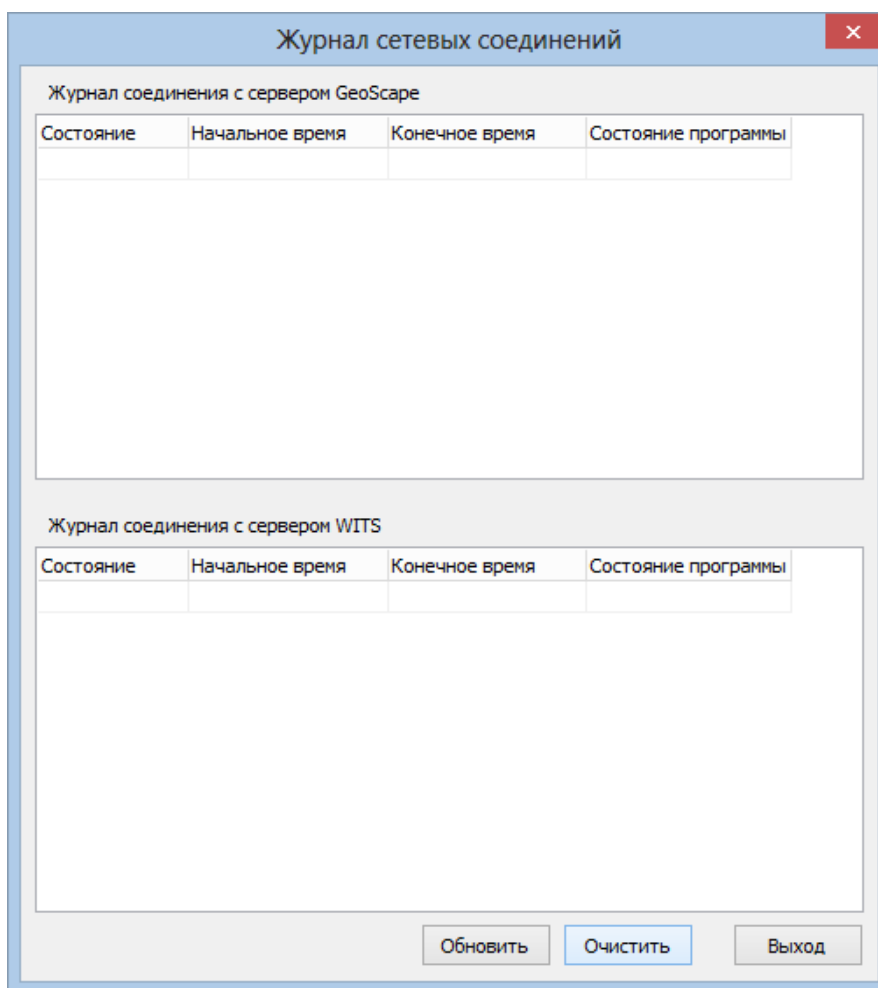 Журнал сетевых соединений
Журнал соединения с сервером GeoScape
Состояние Начальное время Конечное время Состояние программы
Журнал соединения с сервером WITS
Состояние Начальное время Конечное время Состояние программы
Обновить Очистить Выход